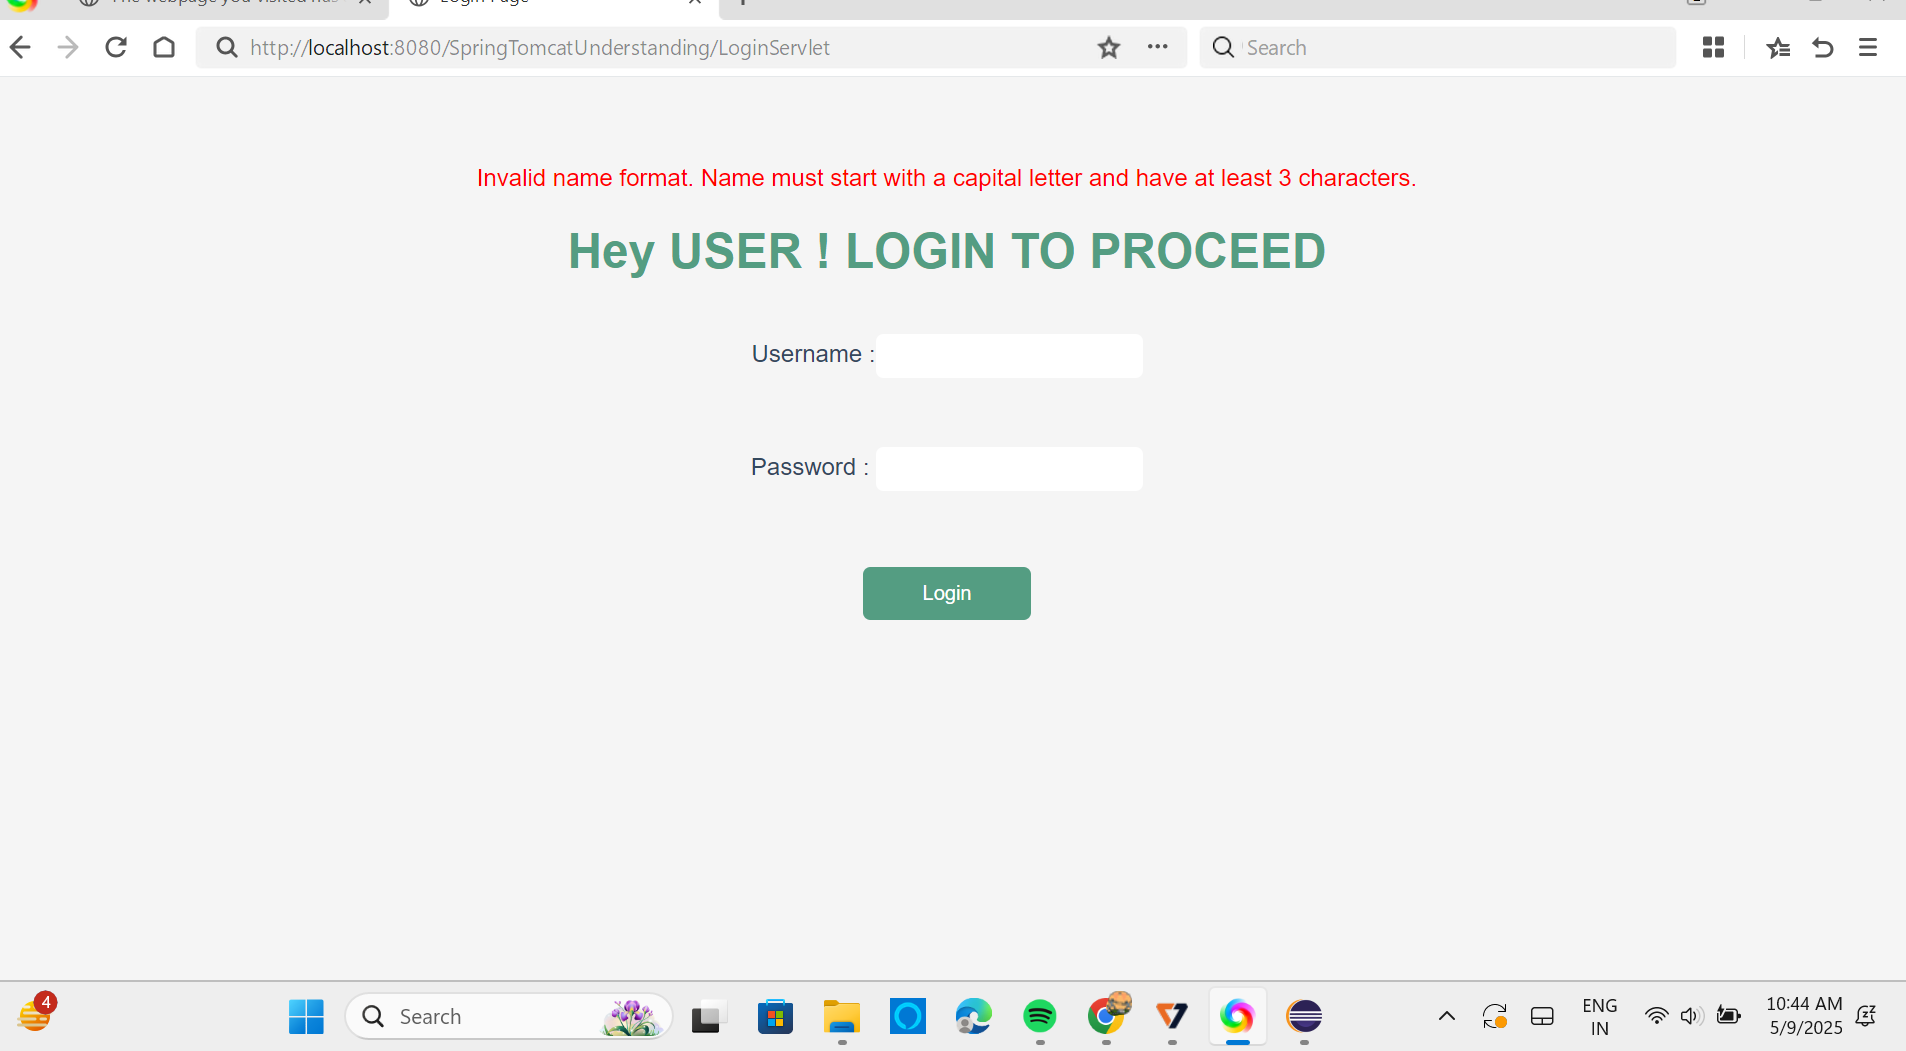 http://localhost:8080/SpringTomcatUnderstanding/LoginServlet
Search
Invalid name format. Name must start with a capital letter and have at least 3 characters.
Hey USER ! LOGIN TO PROCEED
Username :
Password :
Login
4
Search
ENG
IN
10:44 AM
5/9/2025